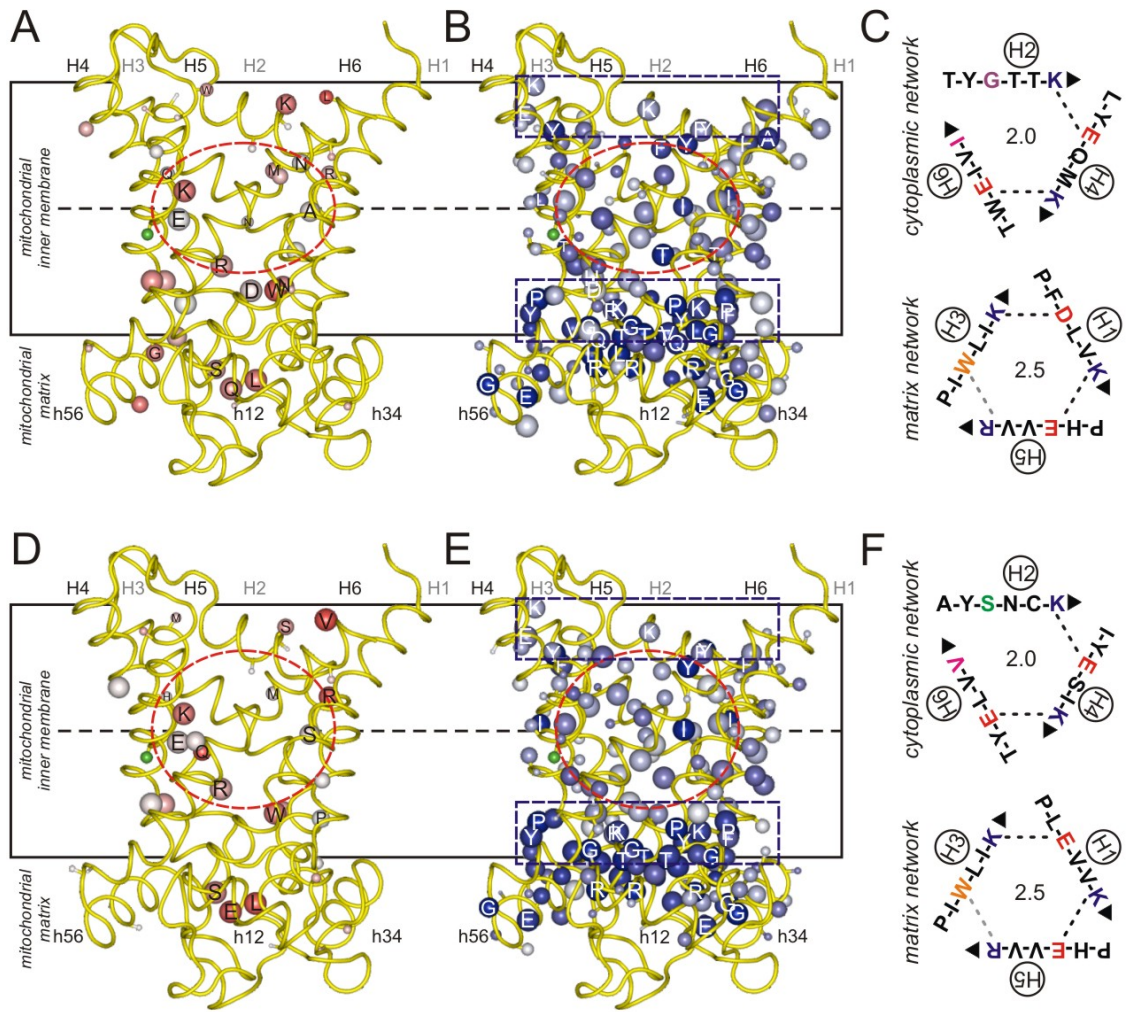 A
H4 H3 H5 H2 H6 H1
mitochondrial
inner membrane
mitochondrial
matrix
W
K
L
Q
M
N
R
K
E
N
A
R
D
W
N
G
S
Q
L
h56
h12
h34
B
H4 H3 H5 H2 H6 H1
K
E
Y
K
A
L
I
T
T
D
P
Y
R
K
P
K
V
G
G
T
L
G
R
R
R
G
E
G
G
E
h56
h12
h34
C
cytoplasmic network
H2
T-Y-G-T-T-K
L-Y-E-Q-M-K
H4
T-W-E-I-V-I
H6
2.0
matrix network
H3
P-I-W-L-I-K
P-F-D-L-V-K
H1
2.5
P-H-E-V-V-R
H5
D
H4 H3 H5 H2 H6 H1
mitochondrial
inner membrane
mitochondrial
matrix
M
S
V
H
M
R
K
E
Q
S
R
W
P
S
E
L
h56
h12
h34
E
H4 H3 H5 H2 H6 H1
K
E
Y
K
Y
L
I
I
I
P
Y
K
P
K
G
G
T
T
G
R
R
R
G
E
G
E
h56
h12
h34
F
cytoplasmic network
H2
A-Y-S-N-C-K
I-Y-E-S-I-K
H4
T-Y-E-L-V-V
H6
2.0
matrix network
H3
P-I-W-L-I-K
P-L-E-V-V-K
H1
2.5
P-H-E-V-V-R
H5